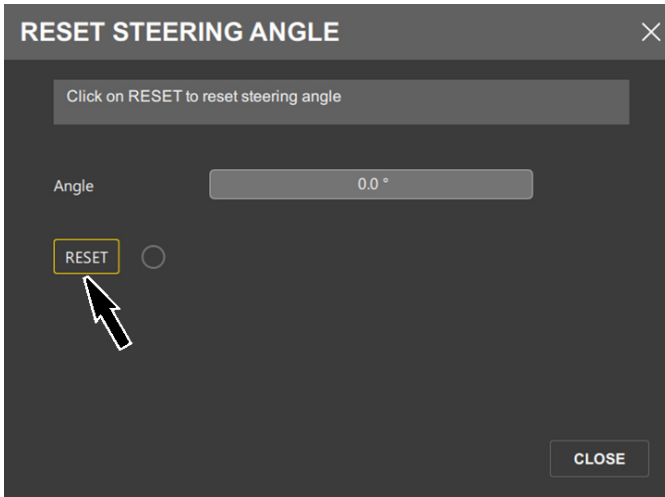 RESET STEERING ANGLE
Click on RESET to reset steering angle
Angle
0.0 °
RESET
CLOSE